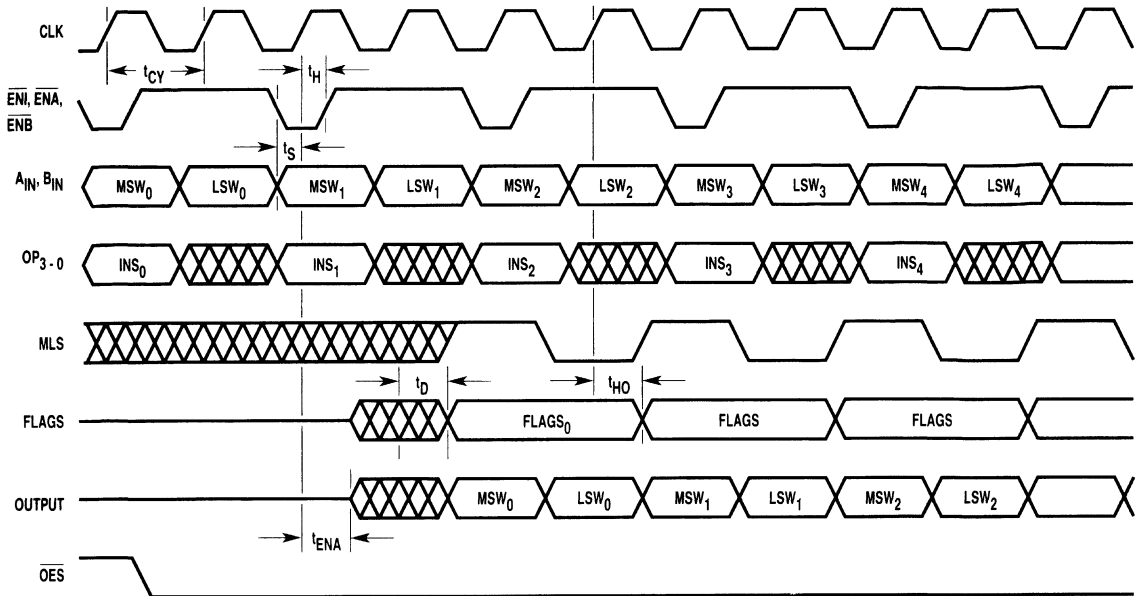 CLK
t_CY t_H
ENI, ENA,
ENB
t_S
A_IN, B_IN MSW_0 LSW_0 MSW_1 LSW_1 MSW_2 LSW_2 MSW_3 LSW_3 MSW_4 LSW_4
OP_3-0 INS_0 INS_1 INS_2 INS_3 INS_4
MLS
t_D t_HO
FLAGS FLAGS_0 FLAGS FLAGS
OUTPUT MSW_0 LSW_0 MSW_1 LSW_1 MSW_2 LSW_2
t_ENA
OES